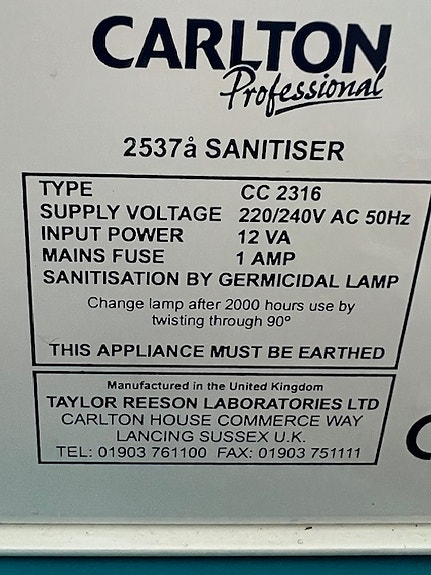 CARLTON
Professional
2537å SANITISER
TYPE CC 2316
SUPPLY VOLTAGE 220/240V AC 50Hz
INPUT POWER 12 VA
MAINS FUSE 1 AMP
SANITISATION BY GERMICIDAL LAMP
Change lamp after 2000 hours use by
twisting through 90º
THIS APPLIANCE MUST BE EARTHED
Manufactured in the United Kingdom
TAYLOR REESON LABORATORIES LTD
CARLTON HOUSE COMMERCE WAY
LANCING SUSSEX U.K.
TEL: 01903 761100 FAX: 01903 751111